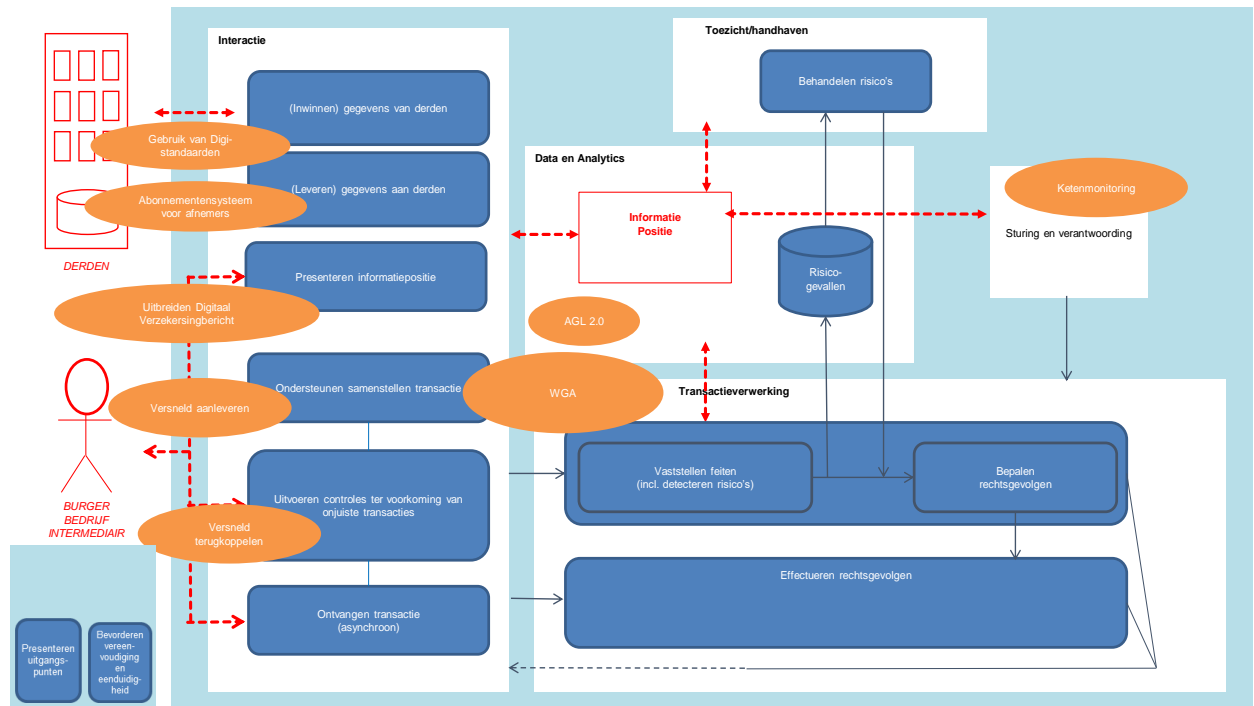 Interactie
(Inwinnen) gegevens van derden
Gebruik van Digi-
standaarden
(Leveren) gegevens aan derden
Abonnementensysteem
voor afnemers
DERDEN
Presenteren informatiepositie
Uitbreiden Digitaal
Verzekersingbericht
Ondersteunen samenstellen transactie
Versneld aanleveren
BURGER
BEDRIJF
INTERMEDIAIR
Uitvoeren controles ter voorkoming van
onjuiste transacties
Versneld
terugkoppelen
Ontvangen transactie
(asynchroon)
Presenteren
uitgangs-
punten
Bevorderen
vereen-
voudiging
en
eenduidig-
heid
Toezicht/handhaven
Behandelen risico's
Data en Analytics
Informatie
Positie
Risico-
gevallen
AGL 2.0
WGA
Ketenmonitoring
Sturing en verantwoording
Transactieverwerking
Vaststellen feiten
(incl. detecteren risico's)
Bepalen
rechtsgevolgen
Effectueren rechtsgevolgen